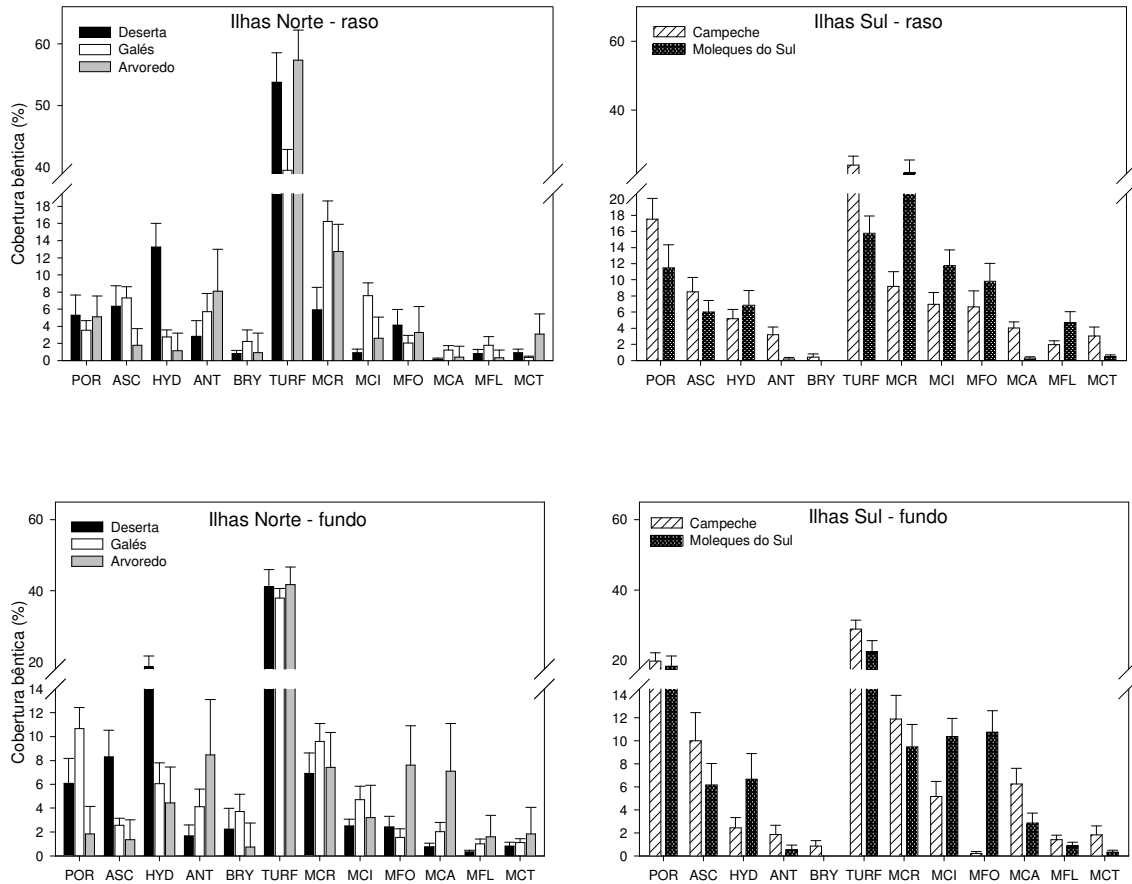 Ilhas Norte - raso
Deserta
Galés
Arvoredo
Cobertura bêntica (%)
60
50
40
18
16
14
12
10
8
6
4
2
0
POR ASC HYD ANT BRY TURF MCR MCI MFO MCA MFL MCT
Ilhas Sul - raso
Campeche
Moleques do Sul
60
40
20
18
16
14
12
10
8
6
4
2
0
POR ASC HYD ANT BRY TURF MCR MCI MFO MCA MFL MCT
Ilhas Norte - fundo
Deserta
Galés
Arvoredo
Cobertura bêntica (%)
60
40
20
14
12
10
8
6
4
2
0
POR ASC HYD ANT BRY TURF MCR MCI MFO MCA MFL MCT
Ilhas Sul - fundo
Campeche
Moleques do Sul
60
40
20
14
12
10
8
6
4
2
0
POR ASC HYD ANT BRY TURF MCR MCI MFO MCA MFL MCT